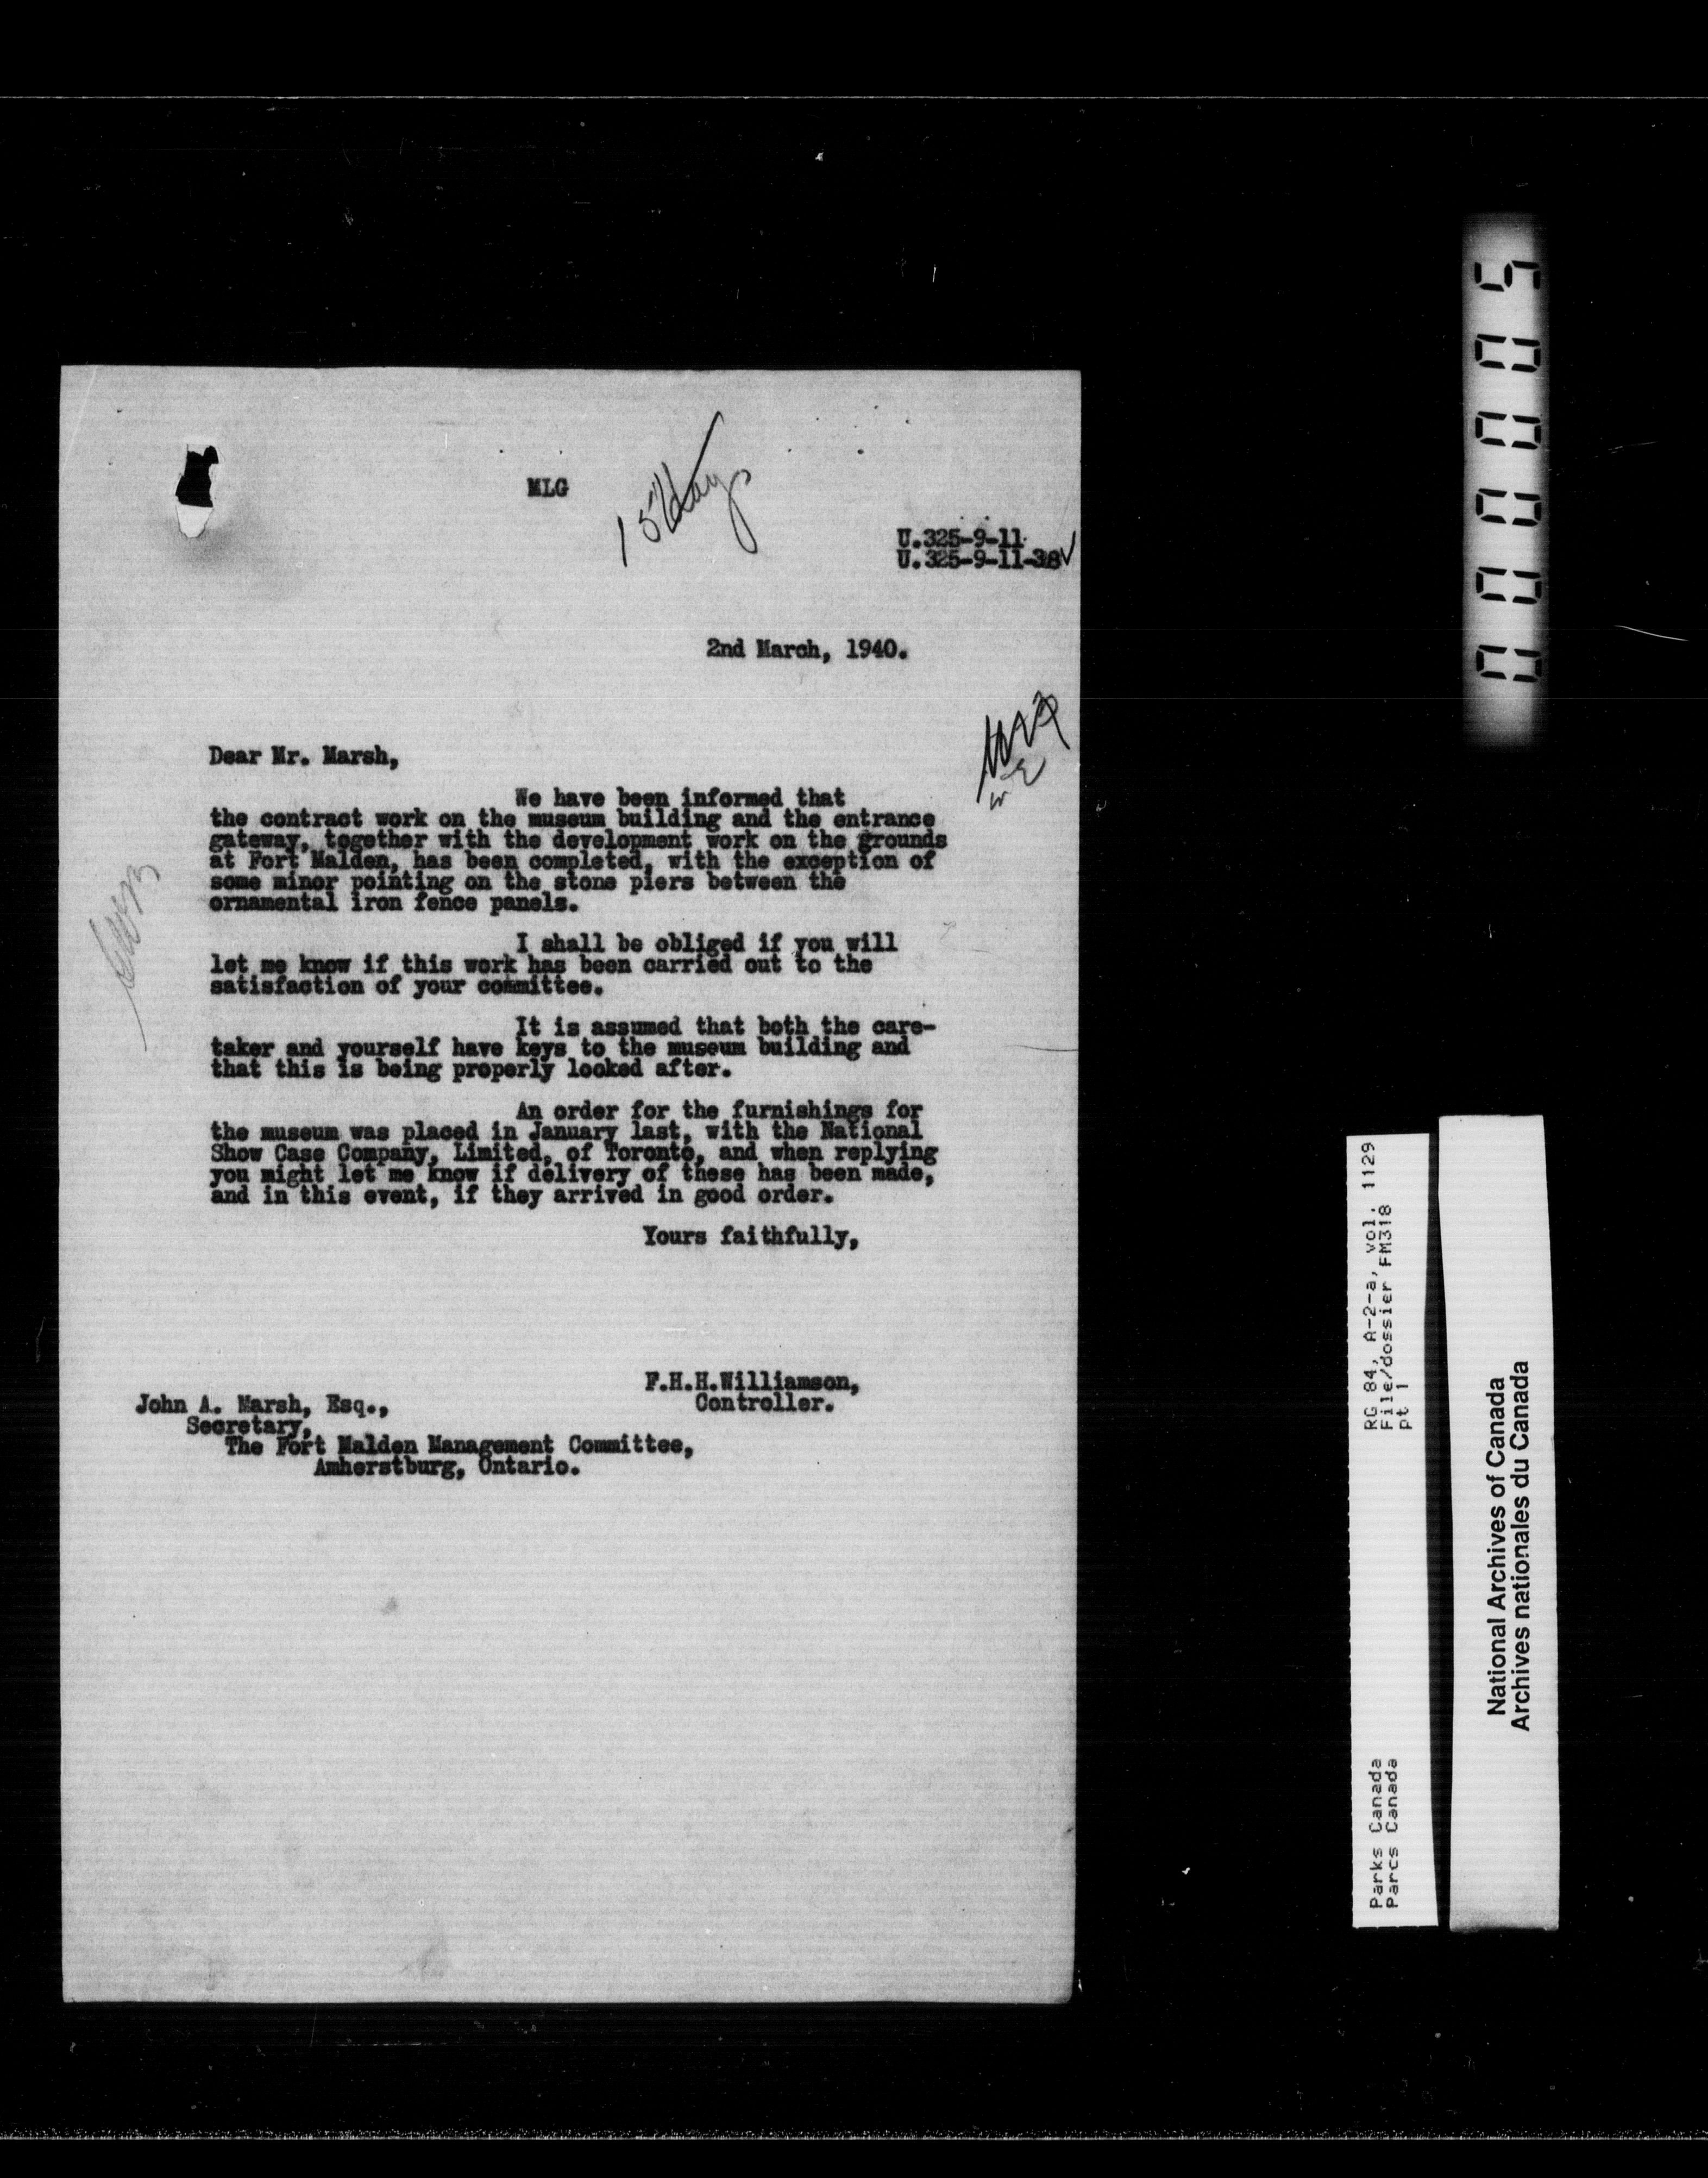 MLG
15 days
U.325-9-11
U.325-9-11-38✓
2nd March, 1940.
Dear Mr. Marsh,
We have been informed that
the contract work on the museum building and the entrance
gateway, together with the development work on the grounds
at Fort Malden, has been completed, with the exception of
some minor pointing on the stone piers between the
ornamental iron fence panels.
I shall be obliged if you will
let me know if this work has been carried out to the
satisfaction of your committee.
It is assumed that both the care-
taker and yourself have keys to the museum building and
that this is being properly looked after.
An order for the furnishings for
the museum was placed in January last, with the National
Show Case Company, Limited, of Toronto, and when replying
you might let me know if delivery of these has been made,
and in this event, if they arrived in good order.
Yours faithfully,
F.H.H.Williamson,
Controller.
John A. Marsh, Esq.,
Secretary,
The Fort Malden Management Committee,
Amherstburg, Ontario.
000005
RG 84, A-2-a, vol. 1129
File/dossier FM318
pt 1
Parks Canada
Parcs Canada
National Archives of Canada
Archives nationales du Canada